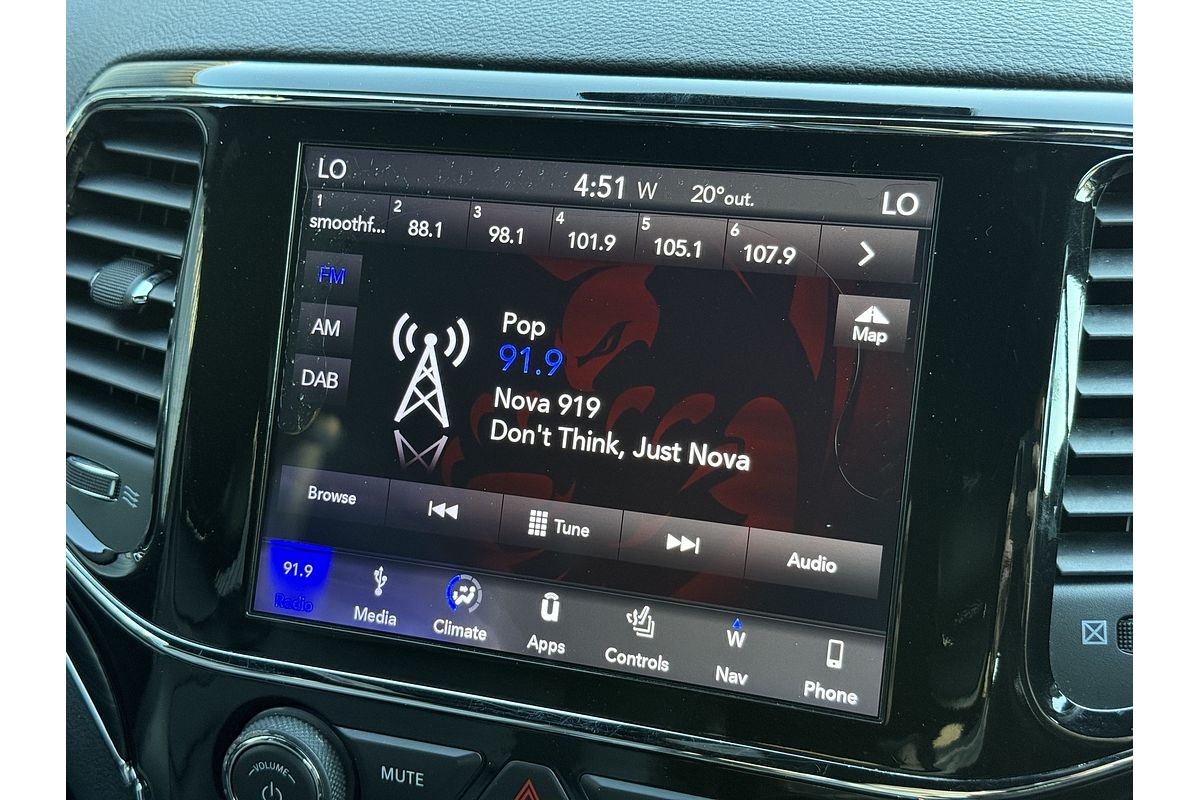 LO 4:51 W 20°out. LO
1 2 3 4 5 6
smoothf... 88.1 98.1 101.9 105.1 107.9
FM
AM
DAB
Pop
91.9
Nova 919
Don't Think, Just Nova
Map
Browse Tune Audio
91.9 W
Radio Media Climate Apps Controls Nav Phone
VOLUME
MUTE